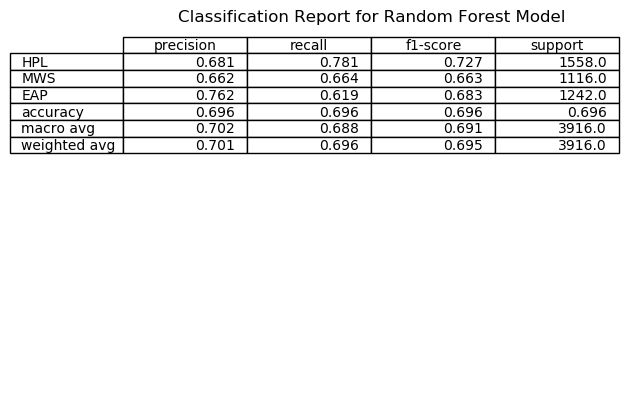 Classification Report for Random Forest Model
precision recall f1-score support
HPL 0.681 0.781 0.727 1558.0
MWS 0.662 0.664 0.663 1116.0
EAP 0.762 0.619 0.683 1242.0
accuracy 0.696 0.696 0.696 0.696
macro avg 0.702 0.688 0.691 3916.0
weighted avg 0.701 0.696 0.695 3916.0